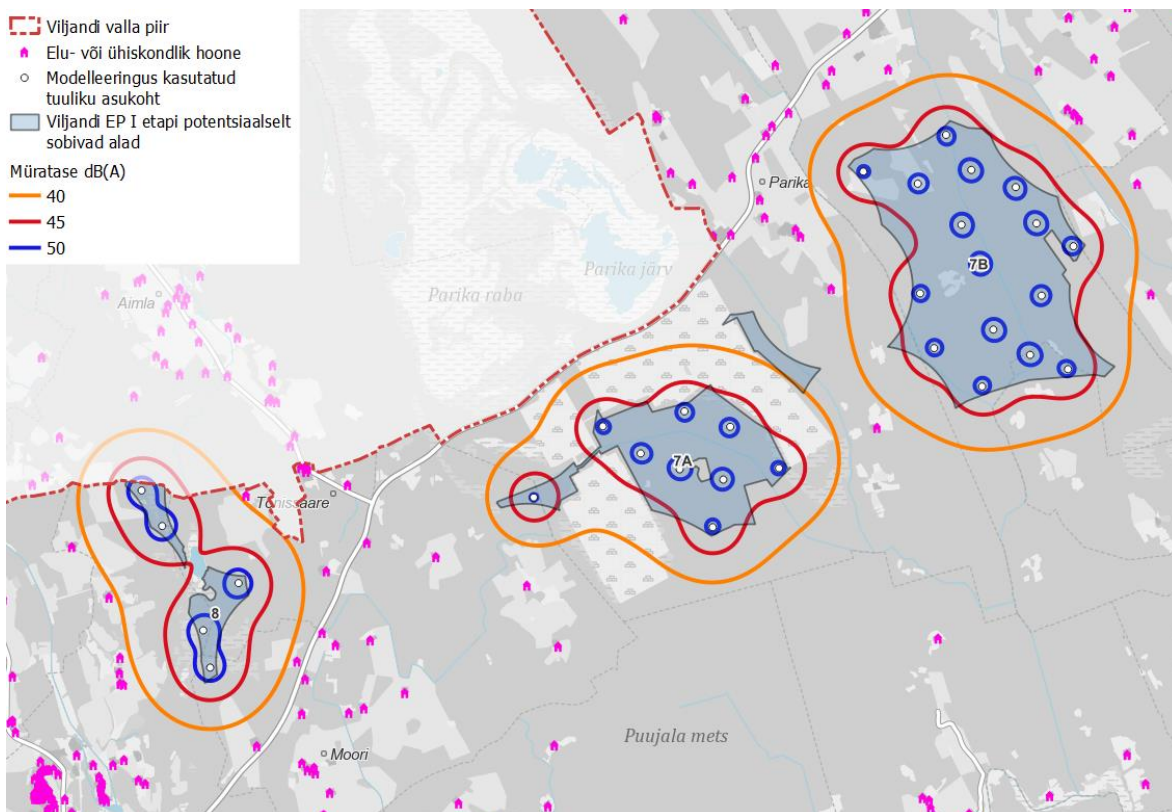 Viljandi valla piir
Elu- või ühiskondlik hoone
Modelleeringus kasutatud
tuuliku asukoht
Viljandi EP I etapi potentsiaalselt
sobivad alad
Müratase dB(A)
40
45
50
Parika
Parika järv
Parika raba
7B
Aimla
7A
Tõnissaare
8
Puujala mets
Moori